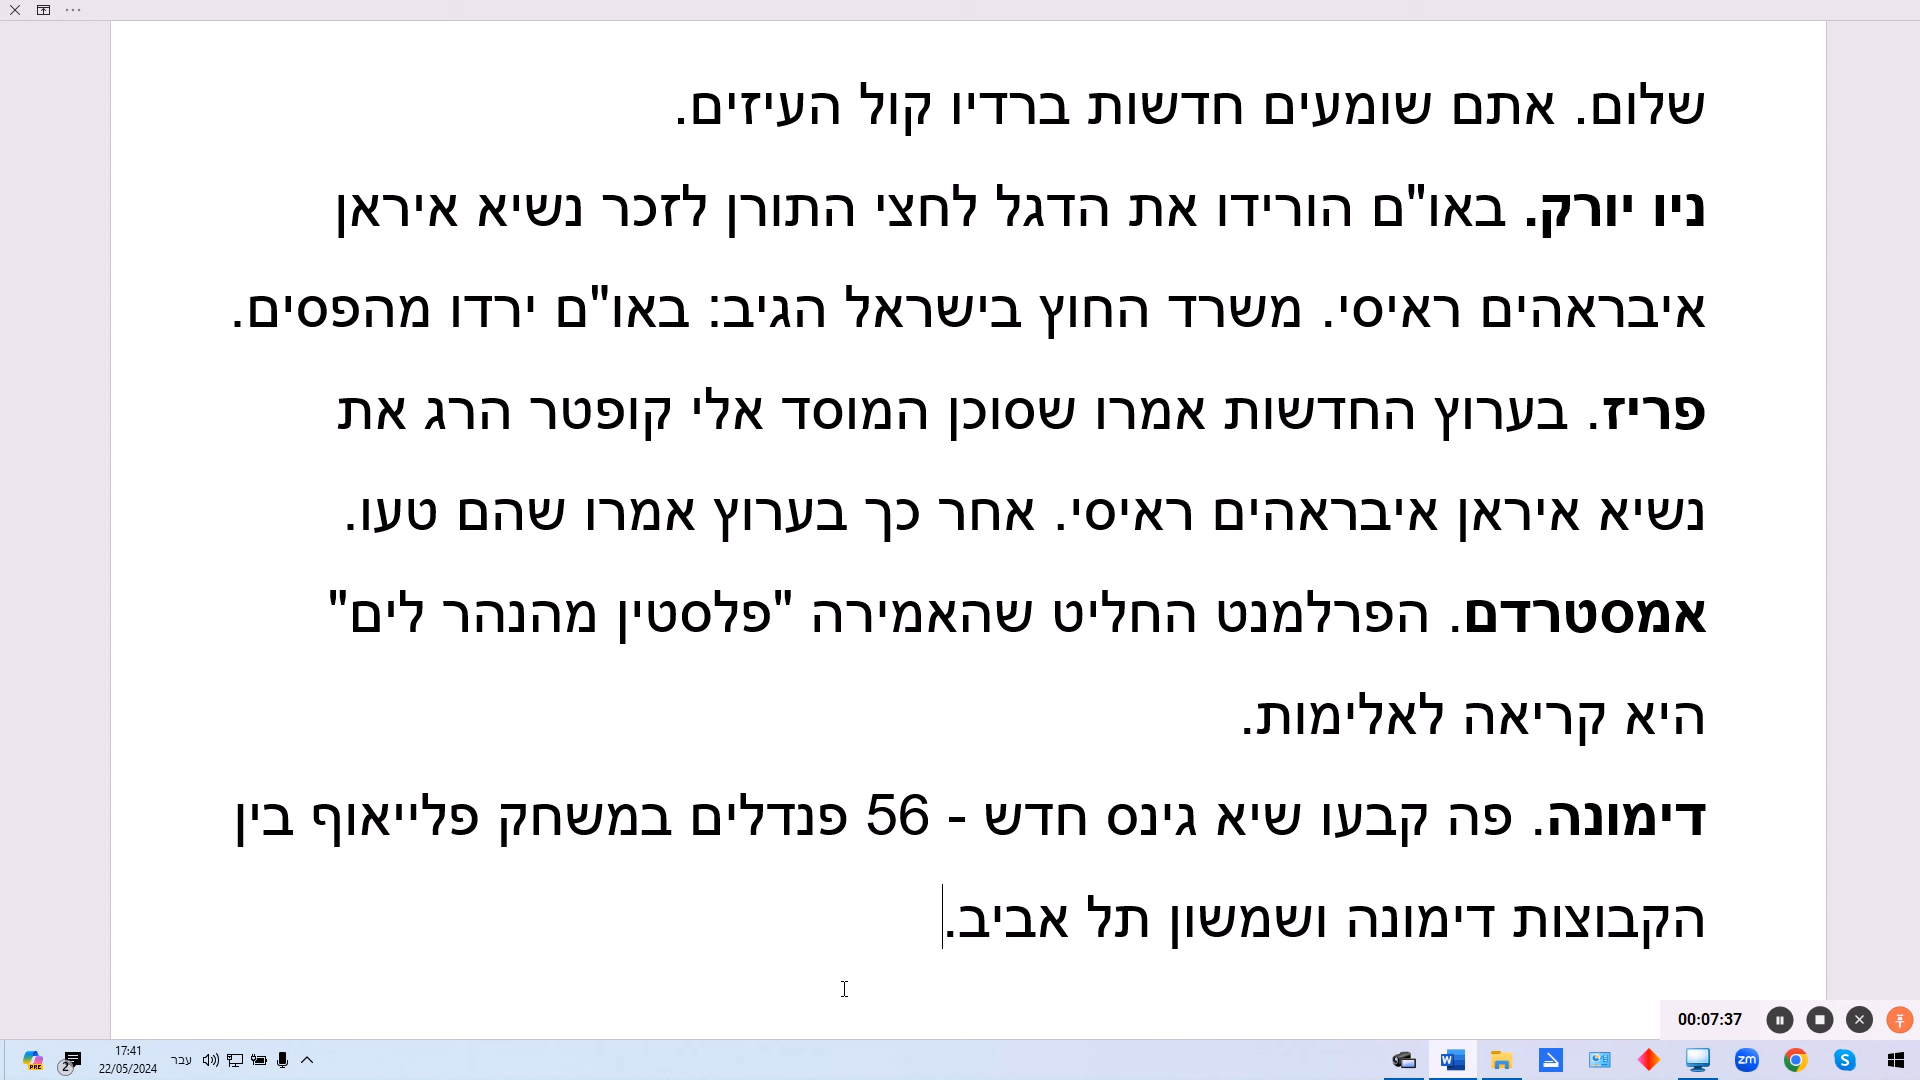 שלום. אתם שומעים חדשות ברדיו קול העיזים.
ניו יורק. באו"ם הורידו את הדגל לחצי התורן לזכר נשיא איראן
איבראהים ראיסי. משרד החוץ בישראל הגיב: באו"ם ירדו מהפסים.
פריז. בערוץ החדשות אמרו שסוכן המוסד אלי קופטר הרג את
נשיא איראן איבראהים ראיסי. אחר כך בערוץ אמרו שהם טעו.
אמסטרדם. הפרלמנט החליט שהאמירה "פלסטין מהנהר לים"
היא קריאה לאלימות.
דימונה. פה קבעו שיא גינס חדש - 56 פנדלים במשחק פלייאוף בין
הקבוצות דימונה ושמשון תל אביב.
00:07:37
17:41
22/05/2024
עבר
2
PRE
W
zm
S